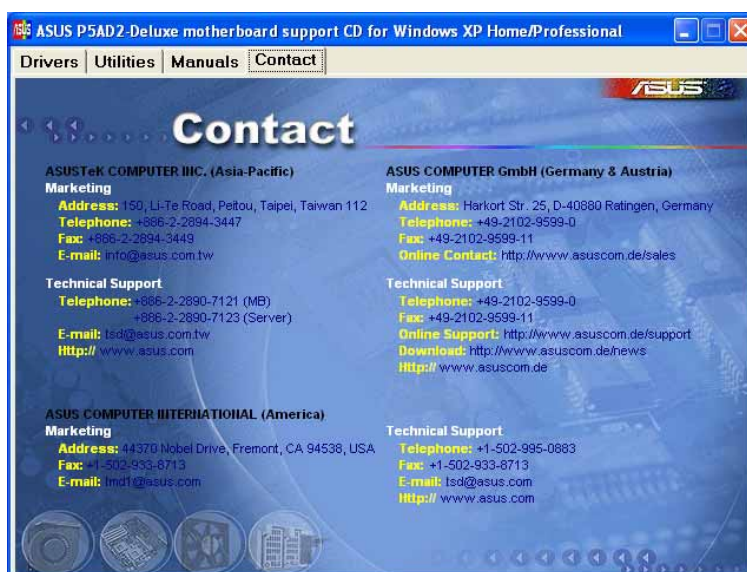 ASUS P5AD2-Deluxe motherboard support CD for Windows XP Home/Professional
Drivers Utilities Manuals Contact
ASUS
Contact
ASUSTeK COMPUTER INC. (Asia-Pacific)
Marketing
Address: 150, Li-Te Road, Peitou, Taipei, Taiwan 112
Telephone: +886-2-2894-3447
Fax: +886-2-2894-3449
E-mail: info@asus.com.tw
Technical Support
Telephone: +886-2-2890-7121 (MB)
+886-2-2890-7123 (Server)
E-mail: tsd@asus.com.tw
Http:// www.asus.com
ASUS COMPUTER GmbH (Germany & Austria)
Marketing
Address: Harkort Str. 25, D-40880 Ratingen, Germany
Telephone: +49-2102-9599-0
Fax: +49-2102-9599-11
Online Contact: http://www.asuscom.de/sales
Technical Support
Telephone: +49-2102-9599-0
Fax: +49-2102-9599-11
Online Support: http://www.asuscom.de/support
Download: http://www.asuscom.de/news
Http:// www.asuscom.de
ASUS COMPUTER INTERNATIONAL (America)
Marketing
Address: 44370 Nobel Drive, Fremont, CA 94538, USA
Fax: +1-502-933-8713
E-mail: tmd1@asus.com
Technical Support
Telephone: +1-502-995-0883
Fax: +1-502-933-8713
E-mail: tsd@asus.com
Http:// www.asus.com